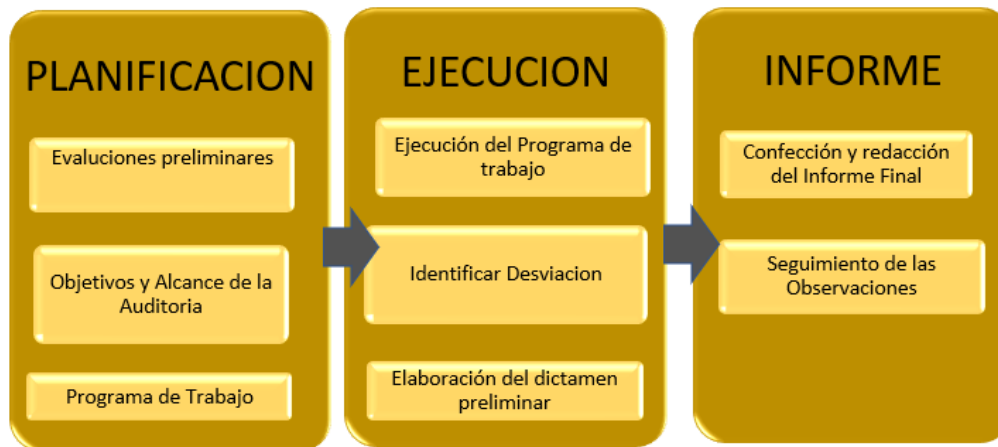 PLANIFICACION
Evaluciones preliminares
Objetivos y Alcance de la
Auditoria
Programa de Trabajo
EJECUCION
Ejecución del Programa de
trabajo
Identificar Desviacion
Elaboración del dictamen
preliminar
INFORME
Confección y redacción
del Informe Final
Seguimiento de las
Observaciones